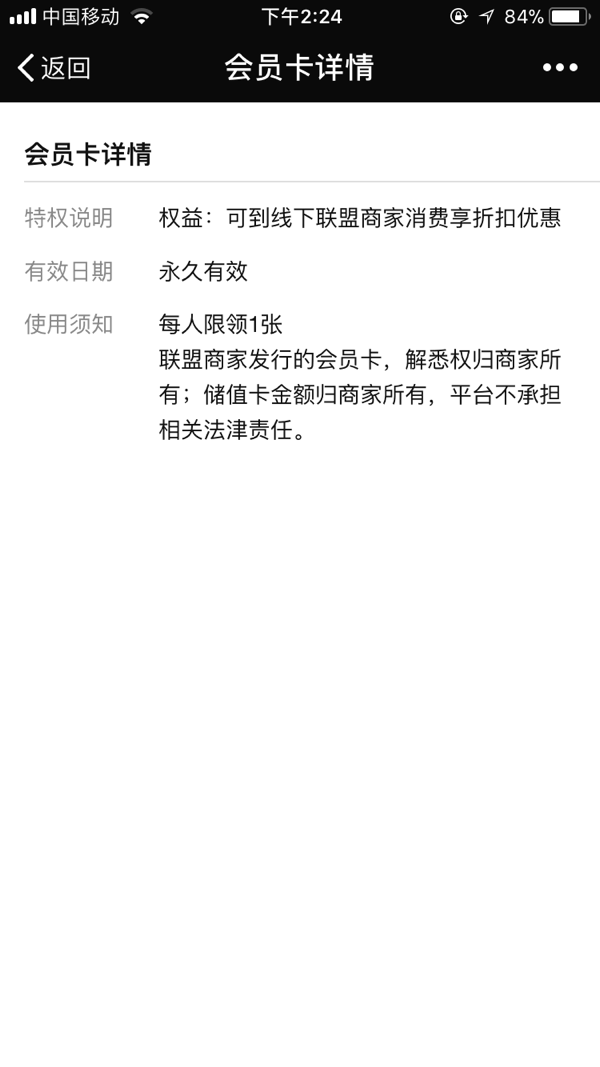 中国移动 下午2:24 84%
返回 会员卡详情
会员卡详情
特权说明 权益：可到线下联盟商家消费享折扣优惠
有效日期 永久有效
使用须知 每人限领1张
联盟商家发行的会员卡，解悉权归商家所
有；储值卡金额归商家所有，平台不承担
相关法津责任。